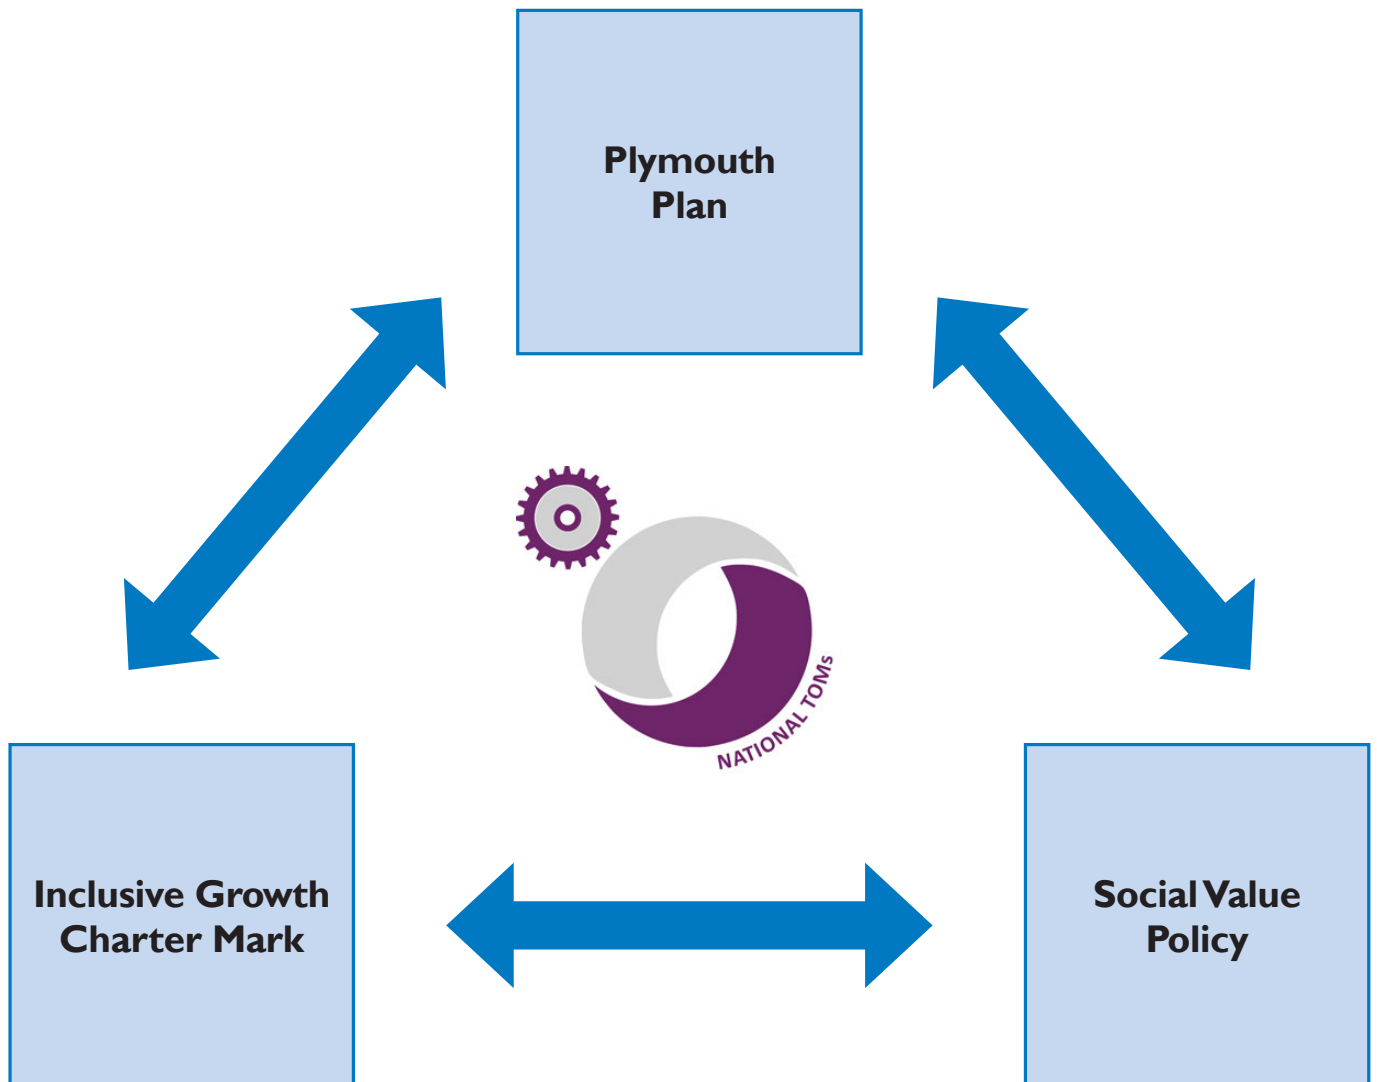 Plymouth
Plan
NATIONAL TOMs
Inclusive Growth
Charter Mark
Social Value
Policy